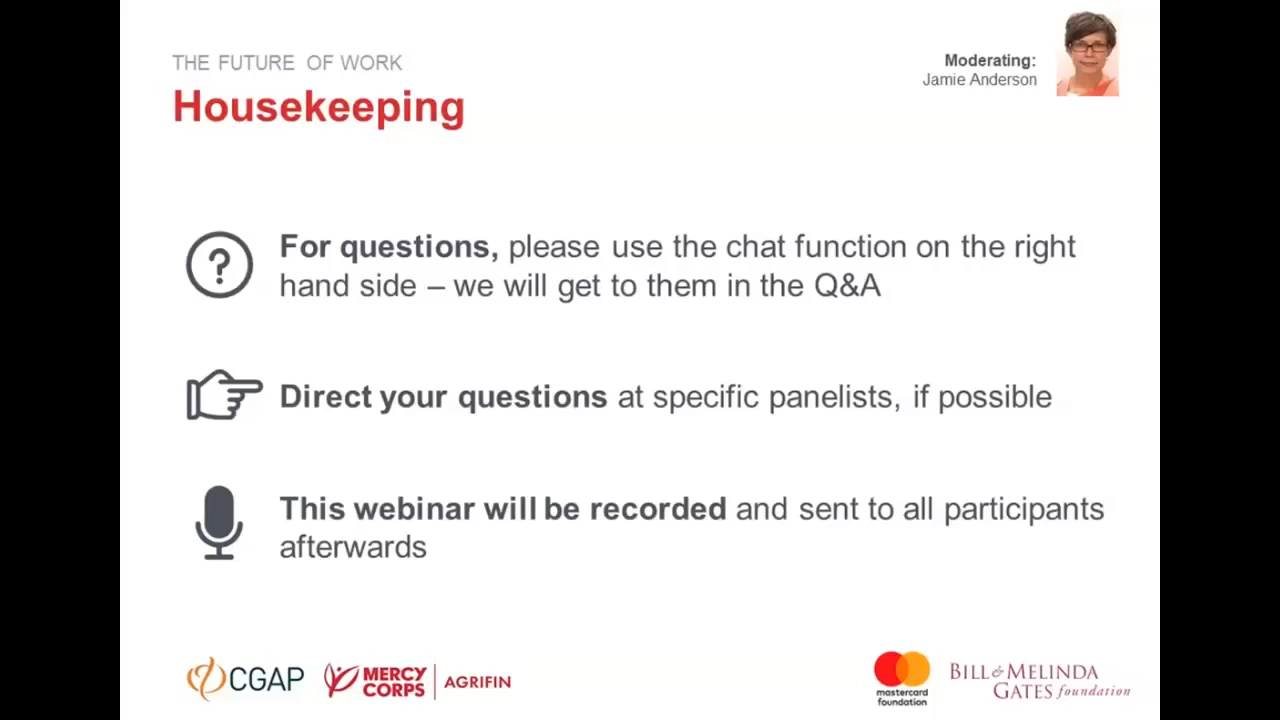 THE FUTURE OF WORK
Housekeeping
Moderating:
Jamie Anderson
For questions, please use the chat function on the right
hand side – we will get to them in the Q&A
Direct your questions at specific panelists, if possible
This webinar will be recorded and sent to all participants
afterwards
CGAP
MERCY
CORPS
AGRIFIN
mastercard
foundation
BILL & MELINDA
GATES foundation